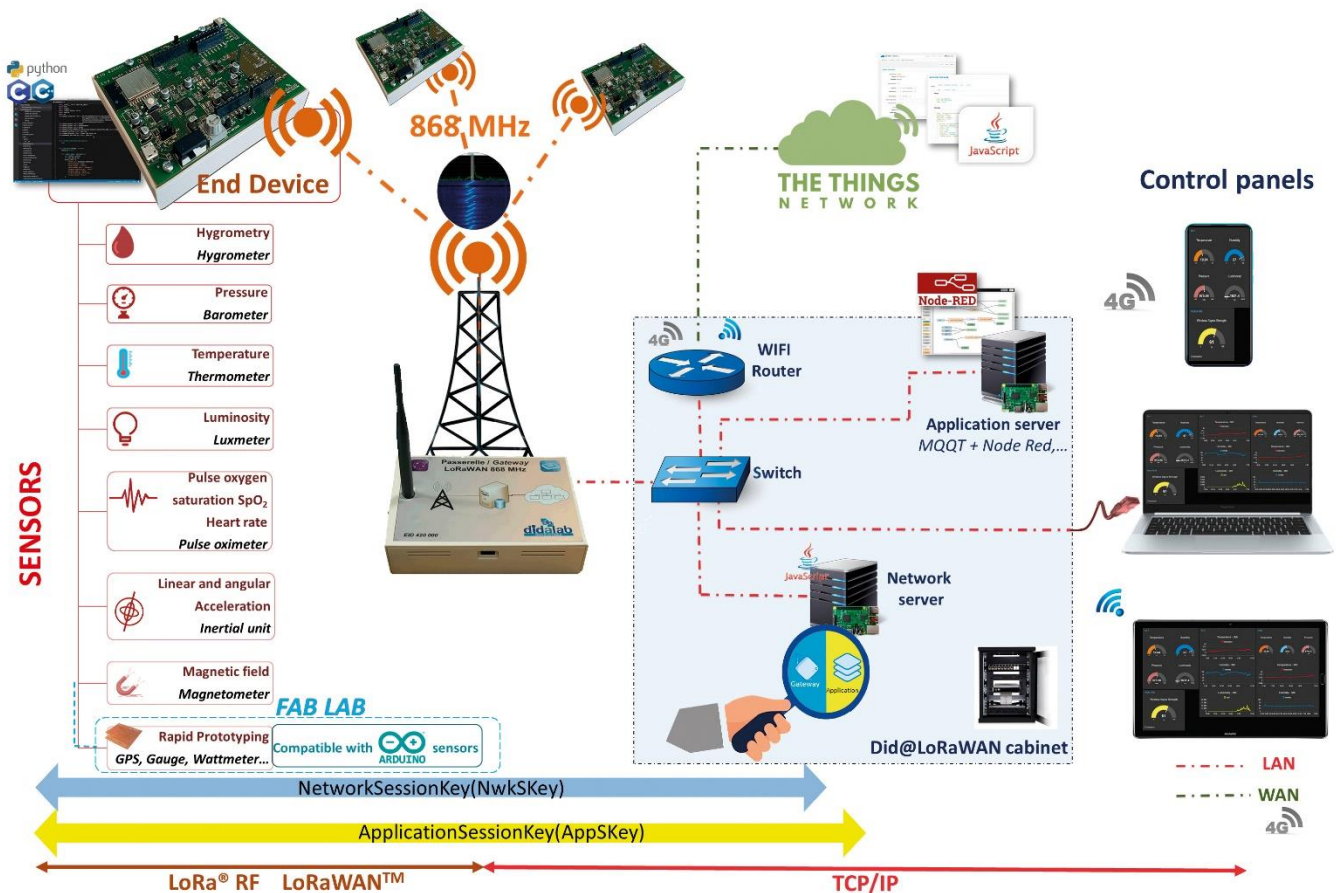 python
C C++
868 MHz
End Device
Hygrometry
Hygrometer
Pressure
Barometer
Temperature
Thermometer
Luminosity
Luxmeter
Pulse oxygen
saturation SpO₂
Heart rate
Pulse oximeter
Linear and angular
Acceleration
Inertial unit
Magnetic field
Magnetometer
SENSORS
FAB LAB
Rapid Prototyping
GPS, Gauge, Wattmeter...
Compatible with ARDUINO sensors
Passerelle / Gateway
LoRaWAN 868 MHz
didalab
EID 420 000
THE THINGS
NETWORK
JavaScript
4G
WIFI
Router
Node-RED
Application server
MQQT + Node Red,...
Switch
JavaScript
Network
server
Gateway
Application
Did@LoRaWAN cabinet
Control panels
4G
LAN
WAN
4G
NetworkSessionKey(NwkSKey)
ApplicationSessionKey(AppSKey)
LoRa® RF LoRaWAN™
TCP/IP